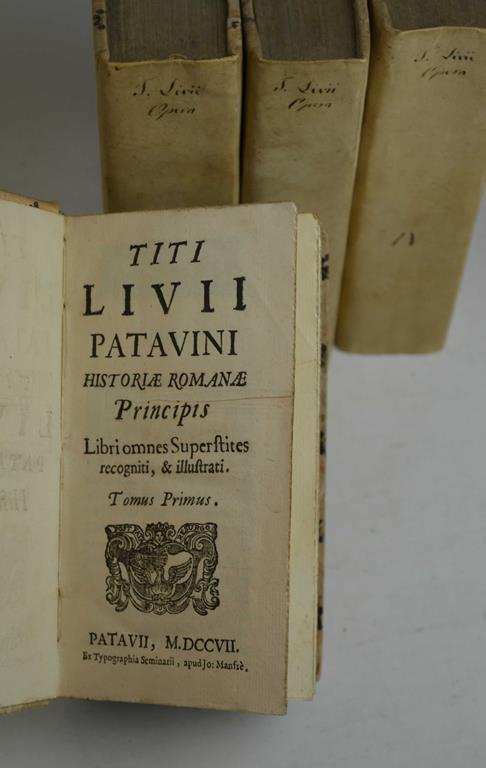 T. Livii
Opera
T. Livii
Opera
T. Livii
Opera
TITI
LIVII
PATAVINI
HISTORIÆ ROMANÆ
Principis
Libri omnes Superſtites
recogniti, & illuſtrati.
Tomus Primus.
PATAVII, M.DCCVII.
Ex Typographia Seminarii, apud Jo: Manfrè.